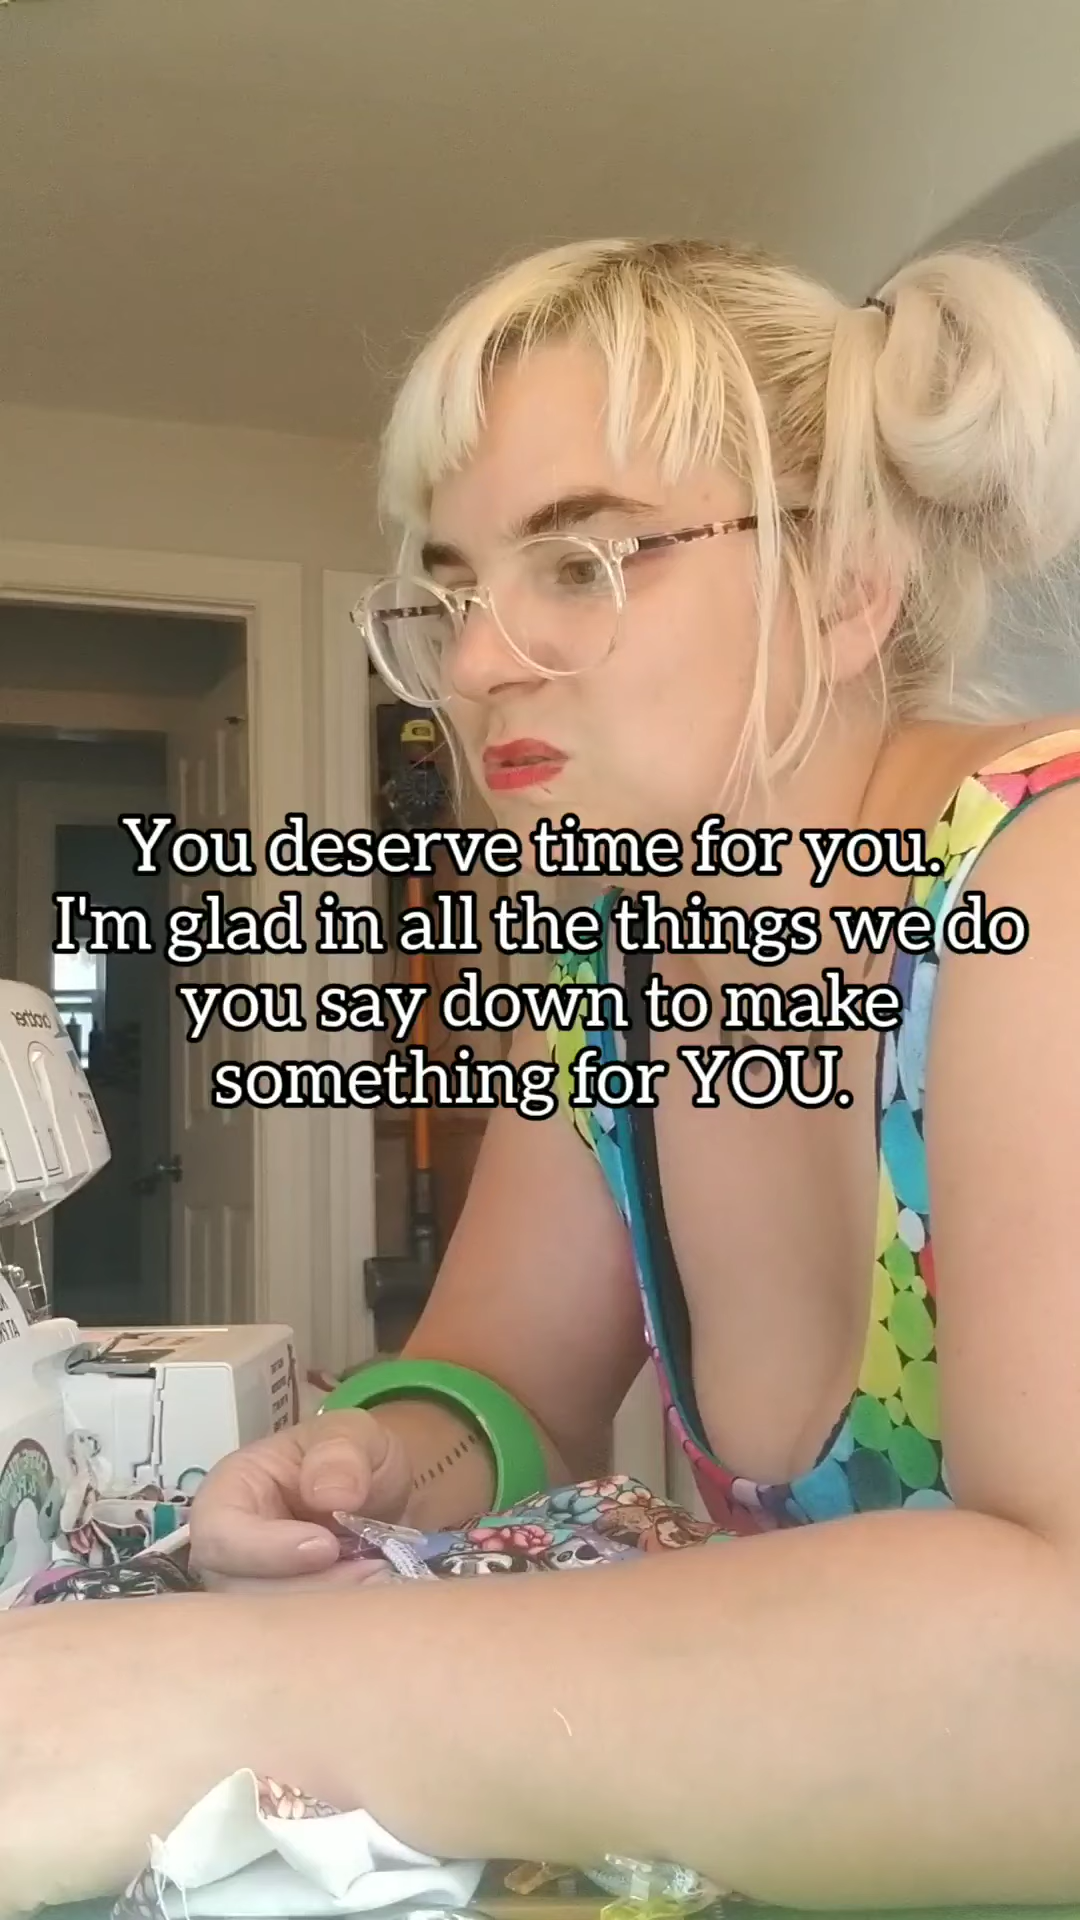 You deserve time for you.
I'm glad in all the things we do
you say down to make
something for YOU.
brother